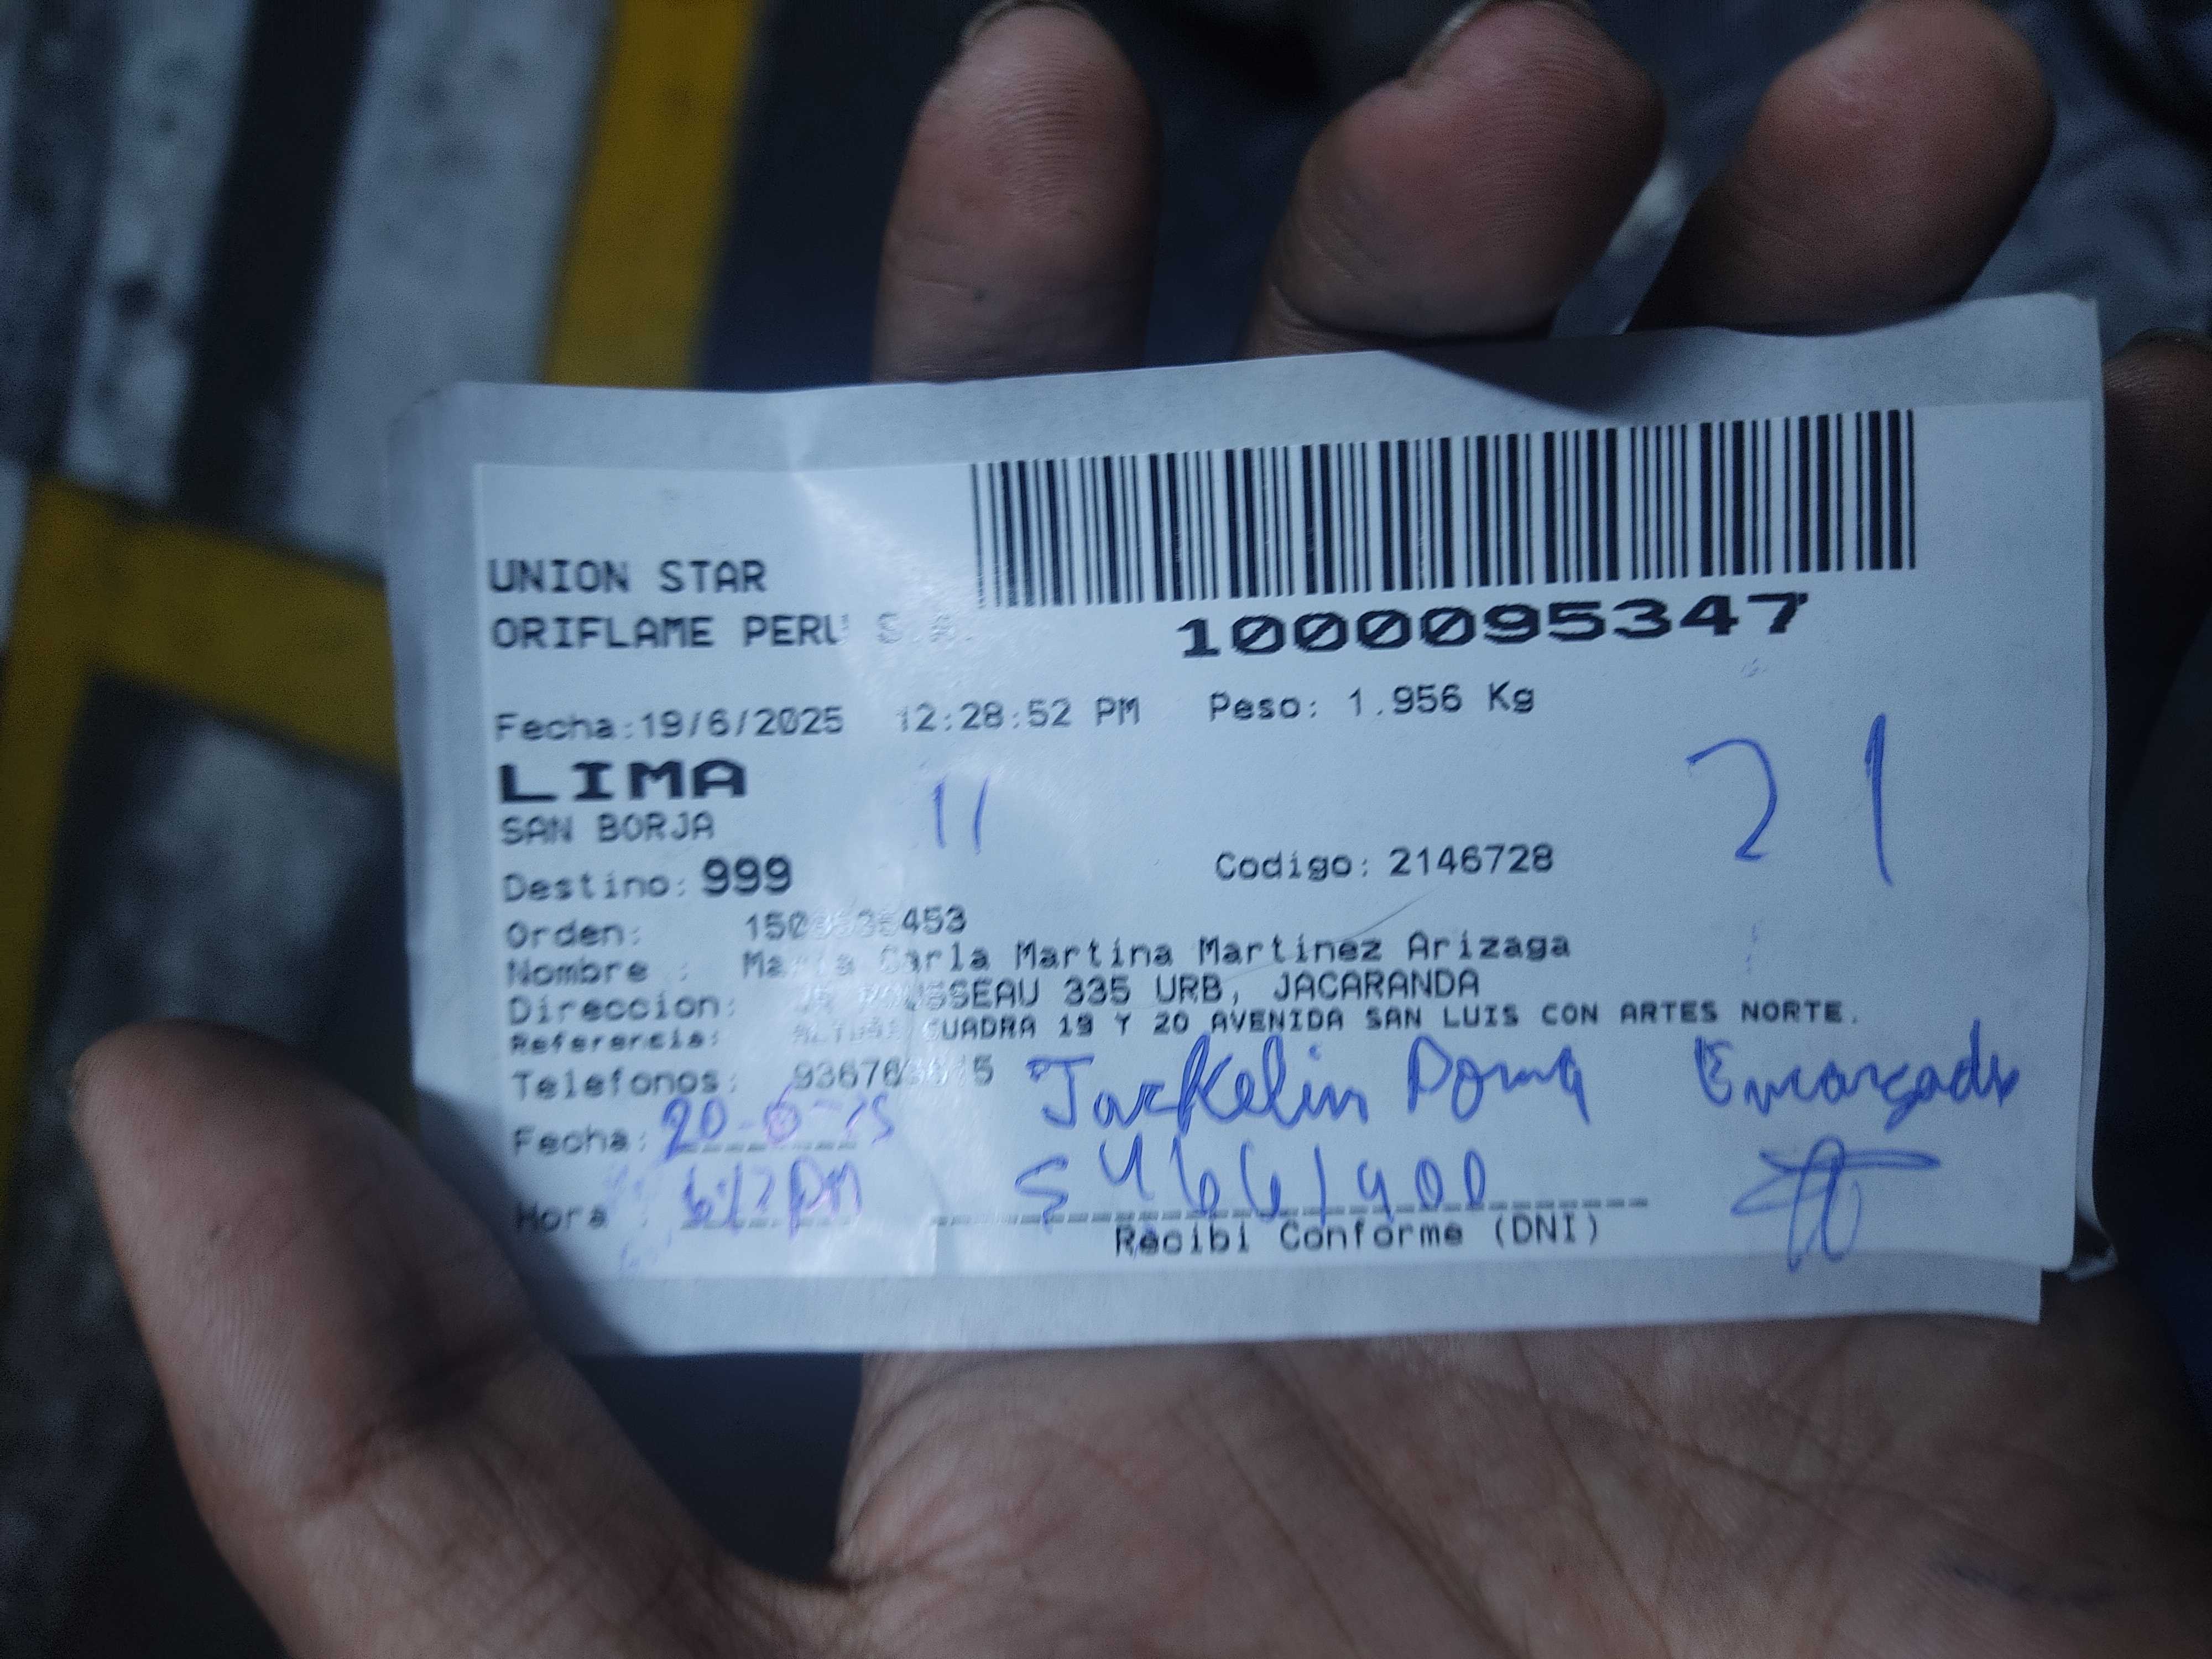 UNION STAR
ORIFLAME PERU
1000095347
Fecha:19/6/2025 12:28:52 PM Peso: 1.956 Kg
LIMA
21
SAN BORJA 11
Destino: 999 Codigo: 2146728
Orden:
Nombre : Carla Martina Martinez Arizaga
Direccion: 335 URB, JACARANDA
Referencia: CUADRA 19 Y 20 AVENIDA SAN LUIS CON ARTES NORTE.
Telefonos: Jackelin Poma Encargada
Fecha: 20-6-25
54661900
Hora : PM
Recibi Conforme (DNI)